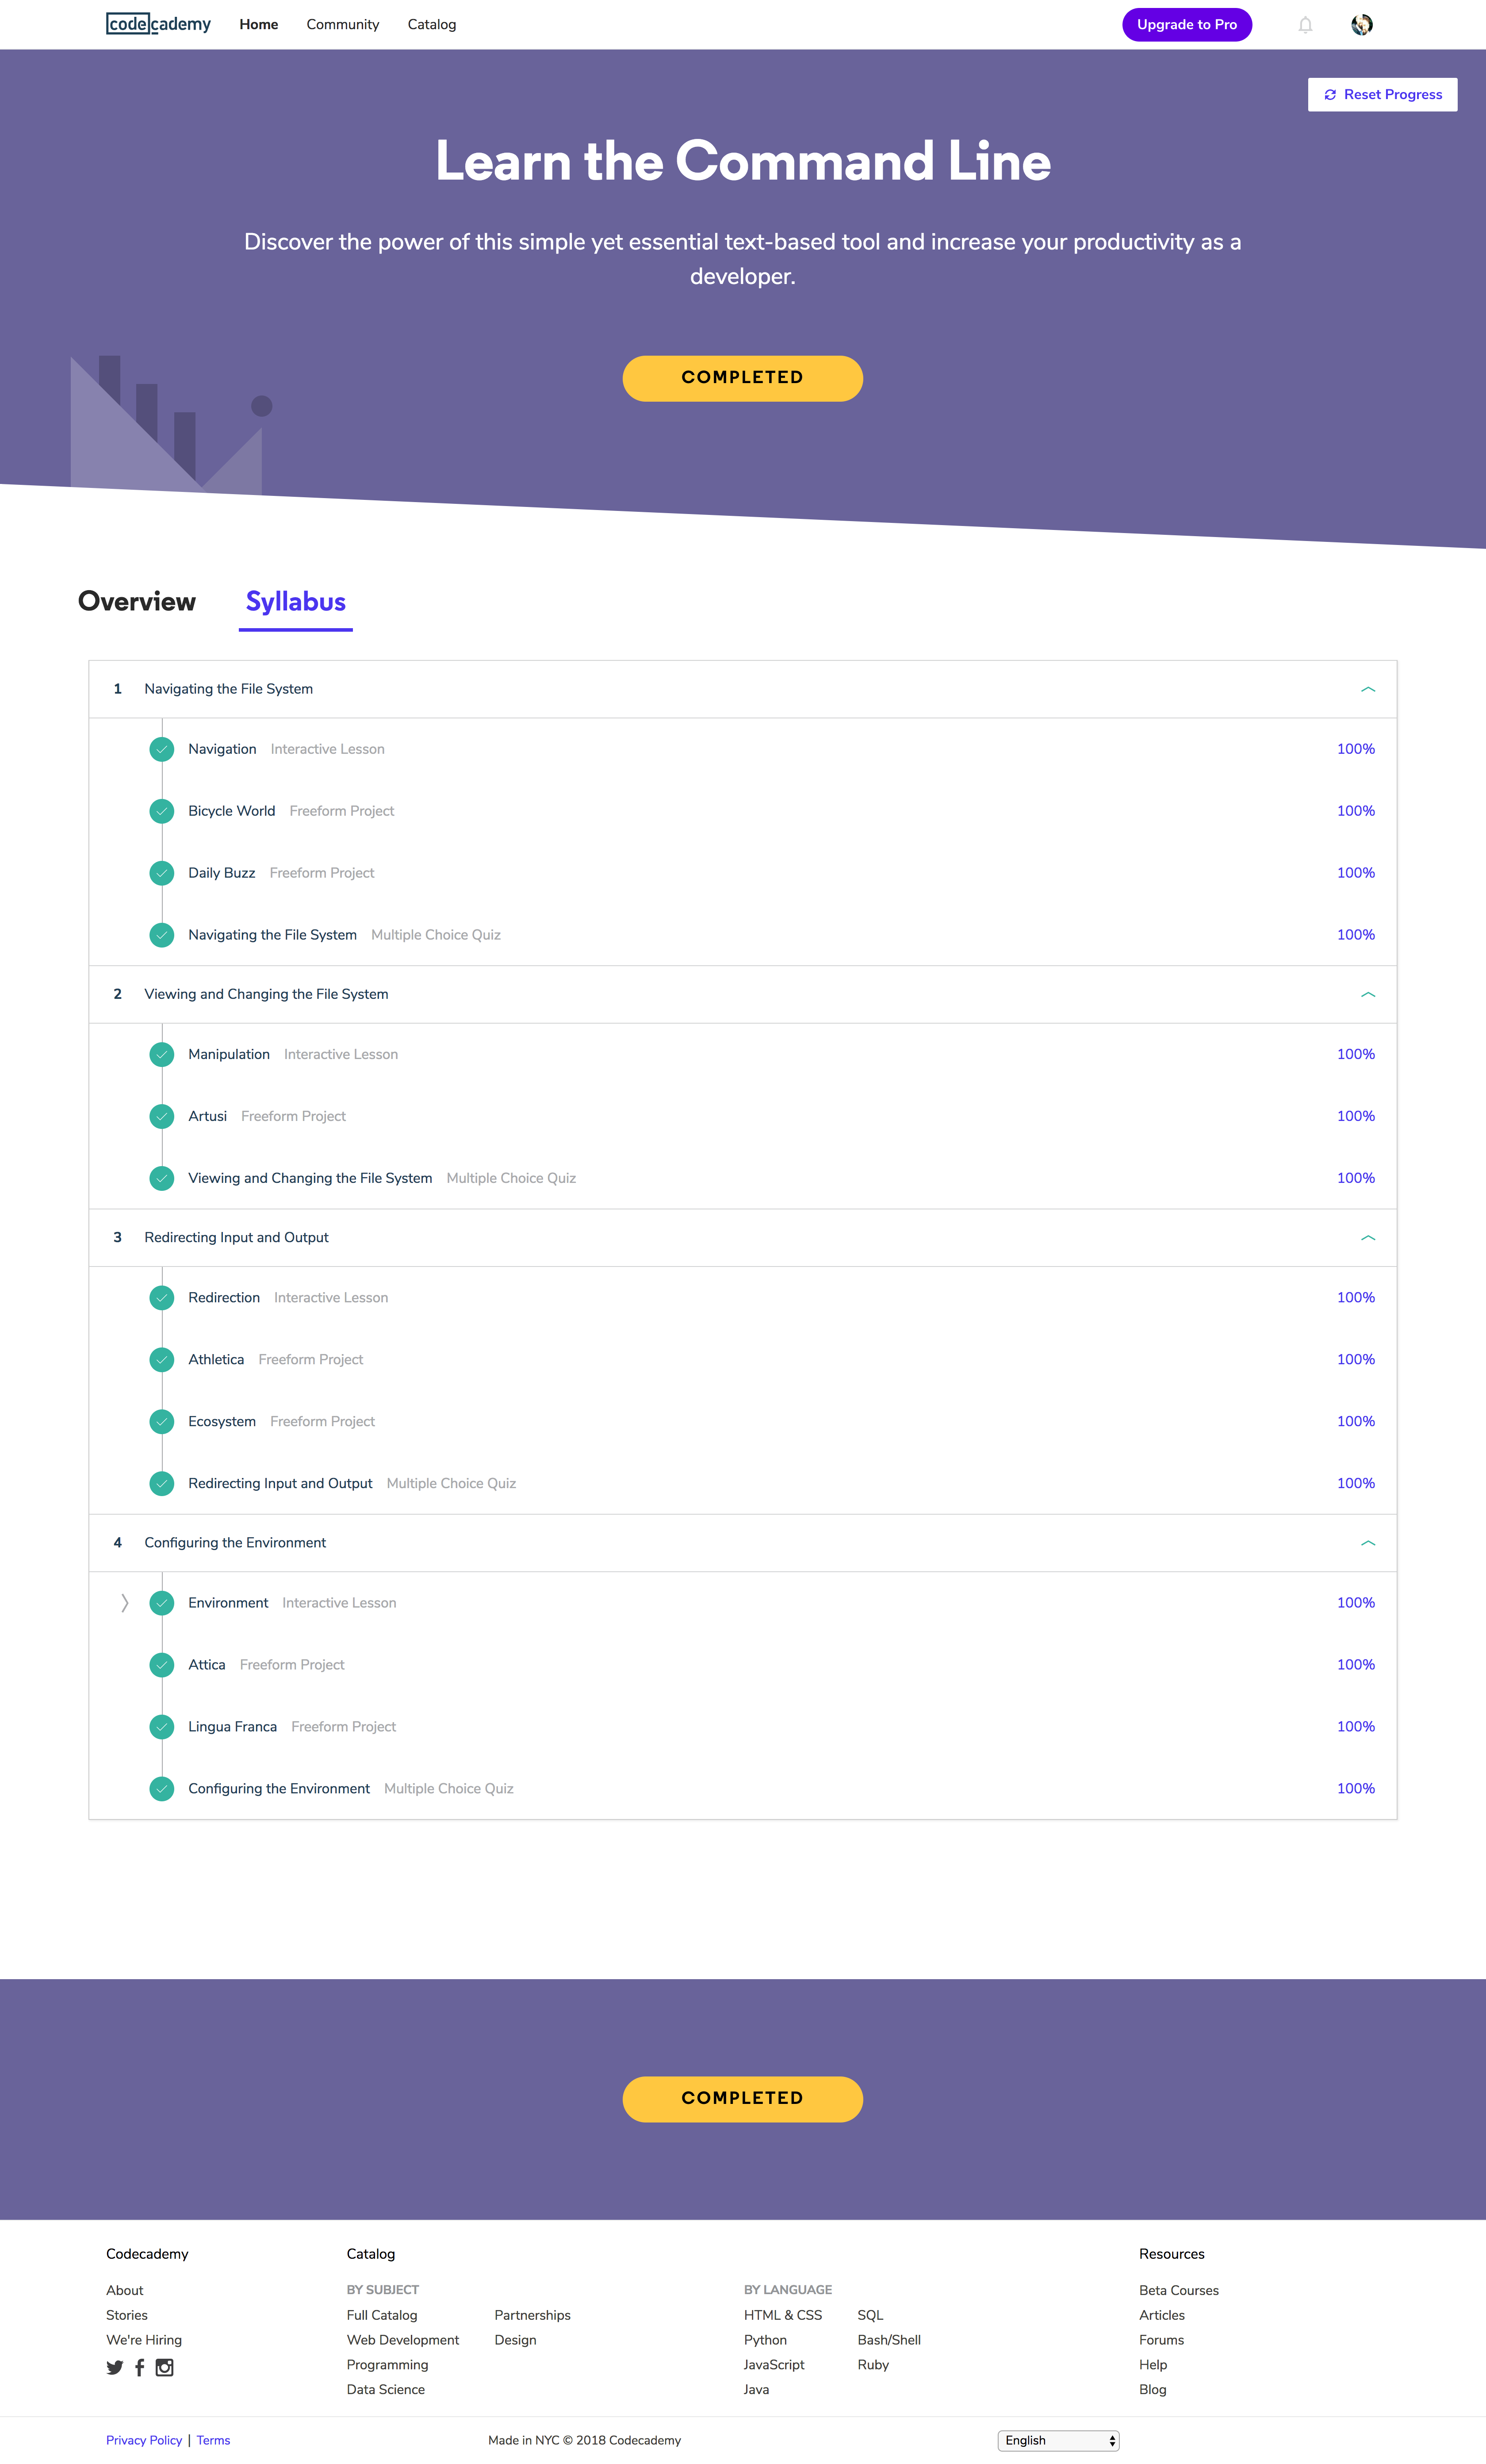 codecademy Home Community Catalog Upgrade to Pro
Reset Progress
Learn the Command Line
Discover the power of this simple yet essential text-based tool and increase your productivity as a
developer.
COMPLETED
Overview Syllabus
1 Navigating the File System
Navigation Interactive Lesson 100%
Bicycle World Freeform Project 100%
Daily Buzz Freeform Project 100%
Navigating the File System Multiple Choice Quiz 100%
2 Viewing and Changing the File System
Manipulation Interactive Lesson 100%
Artusi Freeform Project 100%
Viewing and Changing the File System Multiple Choice Quiz 100%
3 Redirecting Input and Output
Redirection Interactive Lesson 100%
Athletica Freeform Project 100%
Ecosystem Freeform Project 100%
Redirecting Input and Output Multiple Choice Quiz 100%
4 Configuring the Environment
Environment Interactive Lesson 100%
Attica Freeform Project 100%
Lingua Franca Freeform Project 100%
Configuring the Environment Multiple Choice Quiz 100%
COMPLETED
Codecademy
About
Stories
We're Hiring
Catalog
BY SUBJECT
Full Catalog
Web Development
Programming
Data Science
Partnerships
Design
BY LANGUAGE
HTML & CSS
Python
JavaScript
Java
SQL
Bash/Shell
Ruby
Resources
Beta Courses
Articles
Forums
Help
Blog
Privacy Policy | Terms
Made in NYC © 2018 Codecademy
English